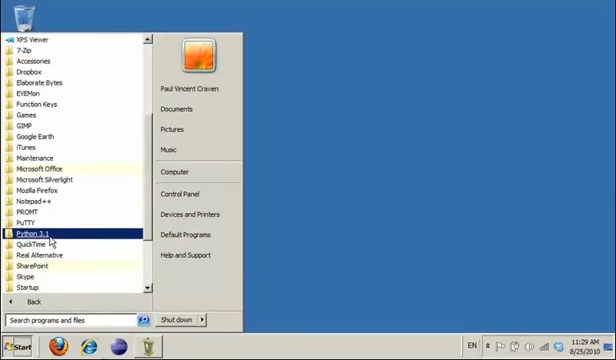 XPS Viewer
7-Zip
Accessories
Dropbox
Elaborate Bytes
EVEMon
Function Keys
Games
GIMP
Google Earth
iTunes
Maintenance
Microsoft Office
Microsoft Silverlight
Mozilla Firefox
Notepad++
PROMT
PuTTY
Python 3.1
QuickTime
Real Alternative
SharePoint
Skype
Startup
Back
Search programs and files
Paul Vincent Craven
Documents
Pictures
Music
Computer
Control Panel
Devices and Printers
Default Programs
Help and Support
Shut down
Start
EN
11:29 AM
8/25/2010